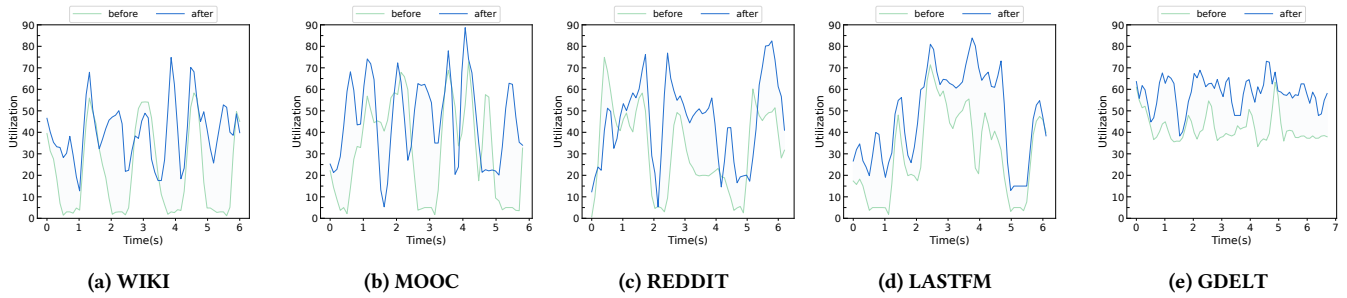 before after
90
80
70
60
50
40
30
20
10
0
Utilization
0 1 2 3 4 5 6
Time(s)
(a) WIKI
before after
90
80
70
60
50
40
30
20
10
0
Utilization
0 1 2 3 4 5 6
Time(s)
(b) MOOC
before after
90
80
70
60
50
40
30
20
10
0
Utilization
0 1 2 3 4 5 6
Time(s)
(c) REDDIT
before after
90
80
70
60
50
40
30
20
10
0
Utilization
0 1 2 3 4 5 6
Time(s)
(d) LASTFM
before after
90
80
70
60
50
40
30
20
10
0
Utilization
0 1 2 3 4 5 6 7
Time(s)
(e) GDELT